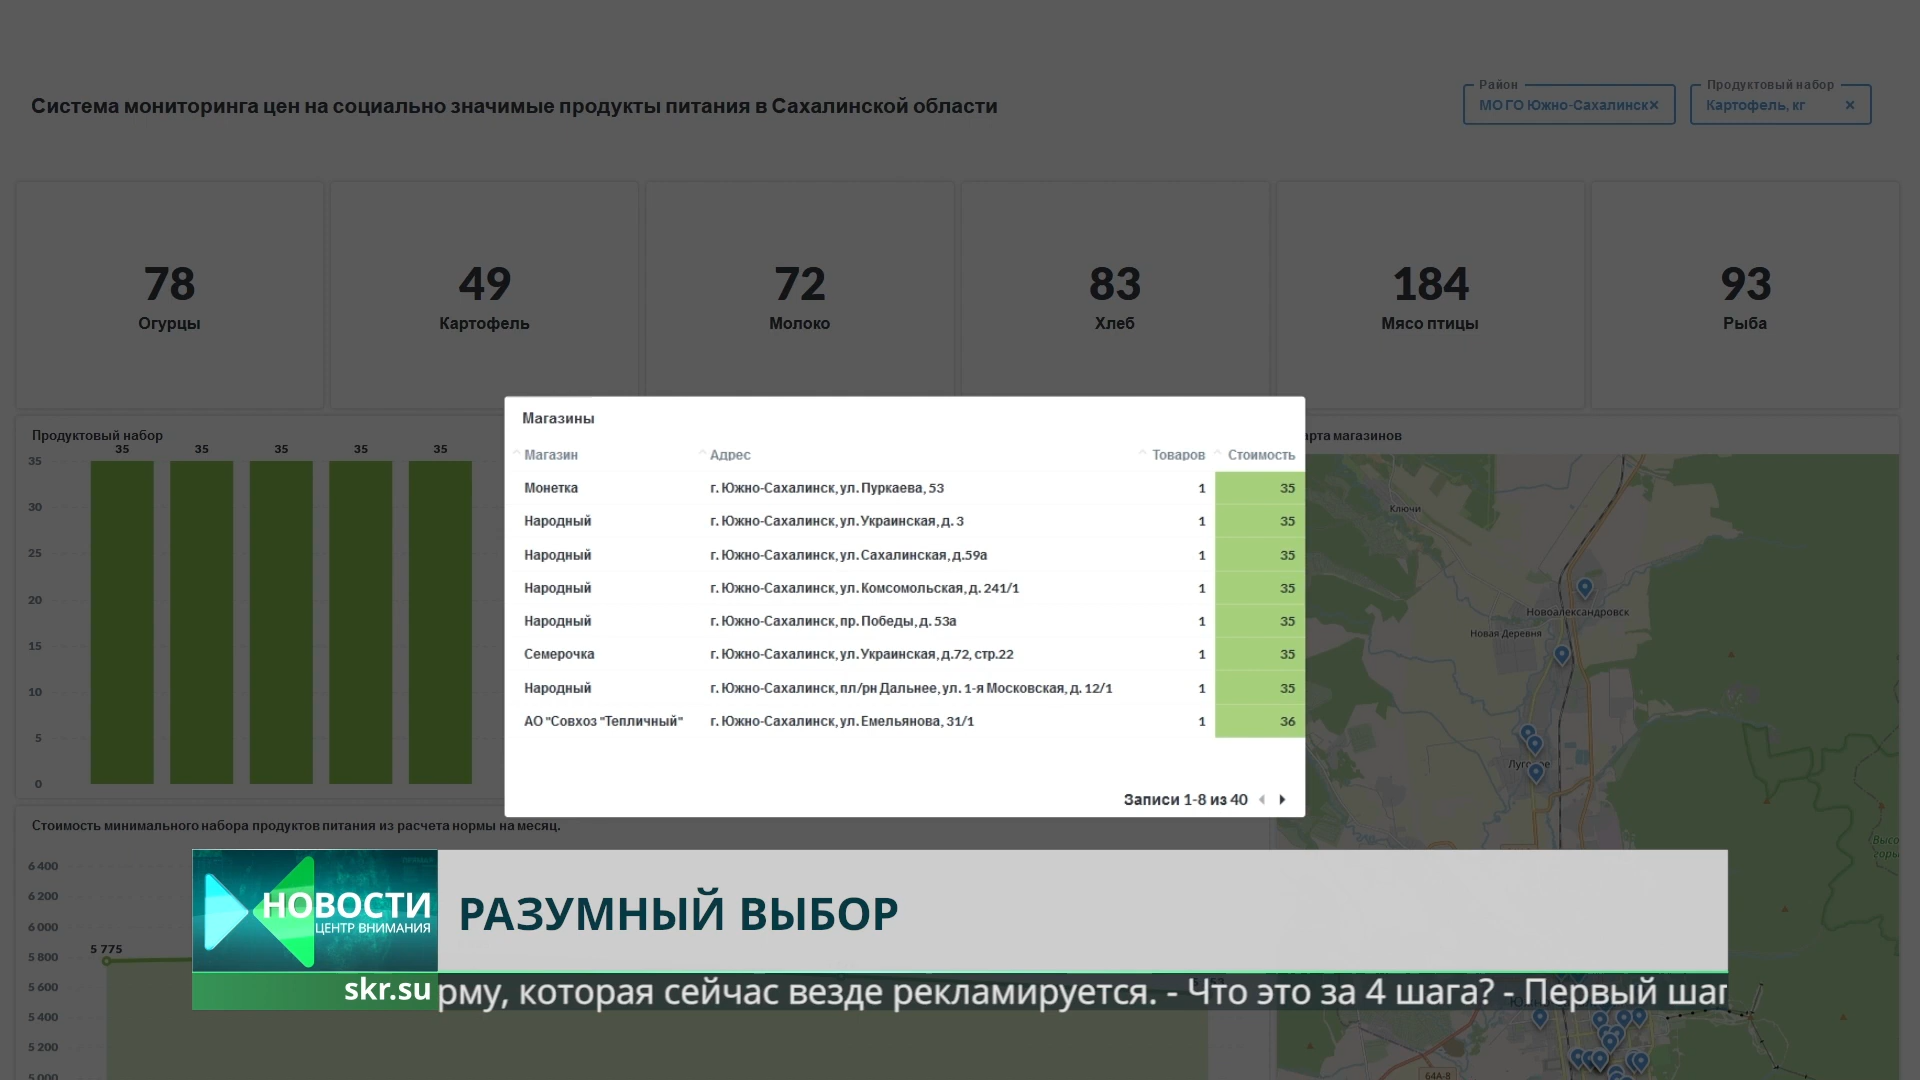 Система мониторинга цен на социально значимые продукты питания в Сахалинской области
Район
МО ГО Южно-Сахалинск×
Продуктовый набор
Картофель, кг ×
78
Огурцы
49
Картофель
72
Молоко
83
Хлеб
184
Мясо птицы
93
Рыба
Продуктовый набор
35 35 35 35 35
35
30
25
20
15
10
5
0
Магазины
Магазин Адрес Товаров Стоимость
Монетка г. Южно-Сахалинск, ул. Пуркаева, 53 1 35
Народный г. Южно-Сахалинск, ул. Украинская, д. 3 1 35
Народный г. Южно-Сахалинск, ул. Сахалинская, д.59а 1 35
Народный г. Южно-Сахалинск, ул. Комсомольская, д. 241/1 1 35
Народный г. Южно-Сахалинск, пр. Победы, д. 53а 1 35
Семерочка г. Южно-Сахалинск, ул. Украинская, д.72, стр.22 1 35
Народный г. Южно-Сахалинск, пл/рн Дальнее, ул. 1-я Московская, д. 12/1 1 35
АО "Совхоз "Тепличный" г. Южно-Сахалинск, ул. Емельянова, 31/1 1 36
Записи 1-8 из 40
рта магазинов
Ключи
Новоалександровск
Новая Деревня
Луговое
Высо
горы
64А-8
Стоимость минимального набора продуктов питания из расчета нормы на месяц.
6 400
6 200
6 000
5 800
5 600
5 400
5 200
5 000
5 775
НОВОСТИ
ЦЕНТР ВНИМАНИЯ
РАЗУМНЫЙ ВЫБОР
skr.su
рму, которая сейчас везде рекламируется. - Что это за 4 шага? - Первый шаг